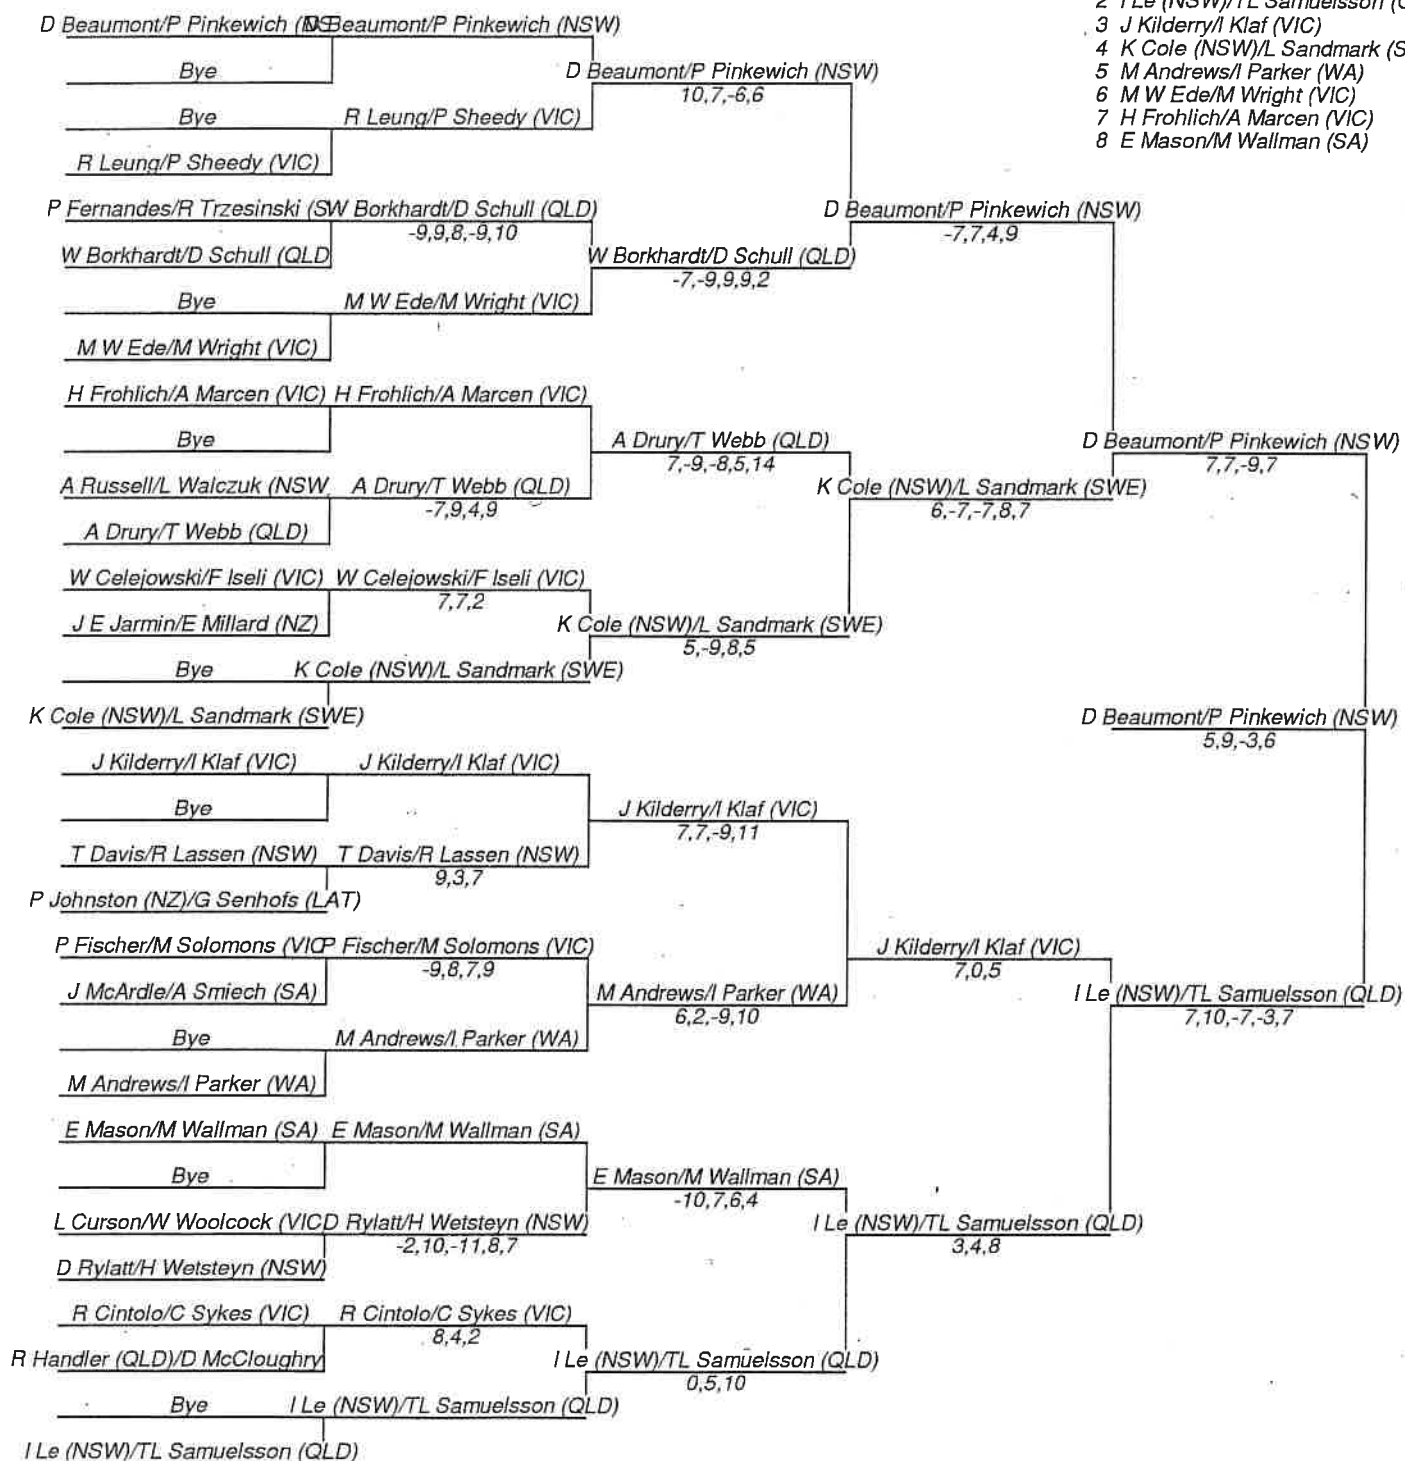 2 I Le (NSW)/TL Samuelsson
3 J Kilderry/I Klaf (VIC)
4 K Cole (NSW)/L Sandmark
5 M Andrews/I Parker (WA)
6 M W Ede/M Wright (VIC)
7 H Frohlich/A Marcen (VIC)
8 E Mason/M Wallman (SA)
D Beaumont/P Pinkewich
Bye
Bye
R Leung/P Sheedy (VIC)
P Fernandes/R Trzesinski
W Borkhardt/D Schull (QLD
Bye
M W Ede/M Wright (VIC)
H Frohlich/A Marcen (VIC)
Bye
A Russell/L Walczuk (NSW
A Drury/T Webb (QLD)
W Celejowski/F Iseli (VIC)
J E Jarmin/E Millard (NZ)
Bye
K Cole (NSW)/L Sandmark (SWE)
J Kilderry/I Klaf (VIC)
Bye
T Davis/R Lassen (NSW)
P Johnston (NZ)/G Senhofs (LAT)
P Fischer/M Solomons (VIC
J McArdle/A Smiech (SA)
Bye
M Andrews/I Parker (WA)
E Mason/M Wallman (SA)
Bye
L Curson/W Woolcock (VIC
D Rylatt/H Wetsteyn (NSW)
R Cintolo/C Sykes (VIC)
R Handler (QLD)/D McCloughry
Bye
I Le (NSW)/TL Samuelsson (QLD)
D Beaumont/P Pinkewich (NSW)
R Leung/P Sheedy (VIC)
W Borkhardt/D Schull (QLD)
-9,9,8,-9,10
M W Ede/M Wright (VIC)
H Frohlich/A Marcen (VIC)
A Drury/T Webb (QLD)
-7,9,4,9
W Celejowski/F Iseli (VIC)
7,7,2
K Cole (NSW)/L Sandmark (SWE)
J Kilderry/I Klaf (VIC)
T Davis/R Lassen (NSW)
9,3,7
P Fischer/M Solomons (VIC)
-9,8,7,9
M Andrews/I Parker (WA)
E Mason/M Wallman (SA)
D Rylatt/H Wetsteyn (NSW)
-2,10,-11,8,7
R Cintolo/C Sykes (VIC)
8,4,2
I Le (NSW)/TL Samuelsson (QLD)
D Beaumont/P Pinkewich (NSW)
10,7,-6,6
W Borkhardt/D Schull (QLD)
-7,-9,9,9,2
A Drury/T Webb (QLD)
7,-9,-8,5,14
K Cole (NSW)/L Sandmark (SWE)
5,-9,8,5
J Kilderry/I Klaf (VIC)
7,7,-9,11
M Andrews/I Parker (WA)
6,2,-9,10
E Mason/M Wallman (SA)
-10,7,6,4
I Le (NSW)/TL Samuelsson (QLD)
0,5,10
D Beaumont/P Pinkewich (NSW)
-7,7,4,9
K Cole (NSW)/L Sandmark (SWE)
6,-7,-7,8,7
J Kilderry/I Klaf (VIC)
7,0,5
I Le (NSW)/TL Samuelsson (QLD)
3,4,8
D Beaumont/P Pinkewich (NSW)
7,7,-9,7
I Le (NSW)/TL Samuelsson (QLD)
7,10,-7,-3,7
D Beaumont/P Pinkewich (NSW)
5,9,-3,6